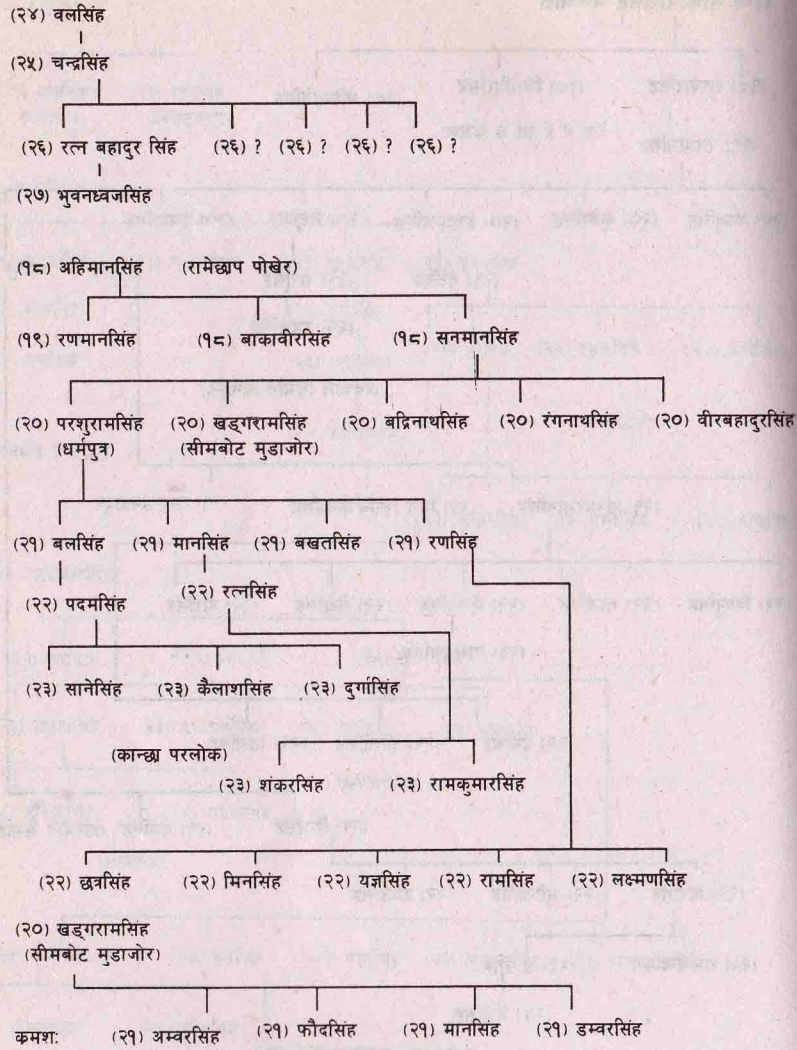 (२४) वलसिंह
(२५) चन्द्रसिंह
(२६) रत्न बहादुर सिंह (२६) ? (२६) ? (२६) ? (२६) ?
(२७) भुवनध्वजसिंह
(१८) अहिमानसिंह (रामेछाप पोखेर)
(१९) रणमानसिंह (१८) बाकावीरसिंह (१८) सनमानसिंह
(२०) परशुरामसिंह (२०) खड्गरामसिंह (२०) बद्रिनाथसिंह (२०) रंगनाथसिंह (२०) वीरबहादुरसिंह
(धर्मपुत्र) (सीमबोट मुडाजोर)
(२१) बलसिंह (२१) मानसिंह (२१) बखतसिंह (२१) रणसिंह
(२२) पदमसिंह (२२) रत्नसिंह
(२३) सानेसिंह (२३) कैलाशसिंह (२३) दुर्गासिंह
(कान्छा परलोक)
(२३) शंकरसिंह (२३) रामकुमारसिंह
(२२) छत्रसिंह (२२) मिनसिंह (२२) यज्ञसिंह (२२) रामसिंह (२२) लक्ष्मणसिंह
(२०) खड्गरामसिंह
(सीमबोट मुडाजोर)
क्रमशः (२१) अम्वरसिंह (२१) फौदसिंह (२१) मानसिंह (२१) डम्वरसिंह